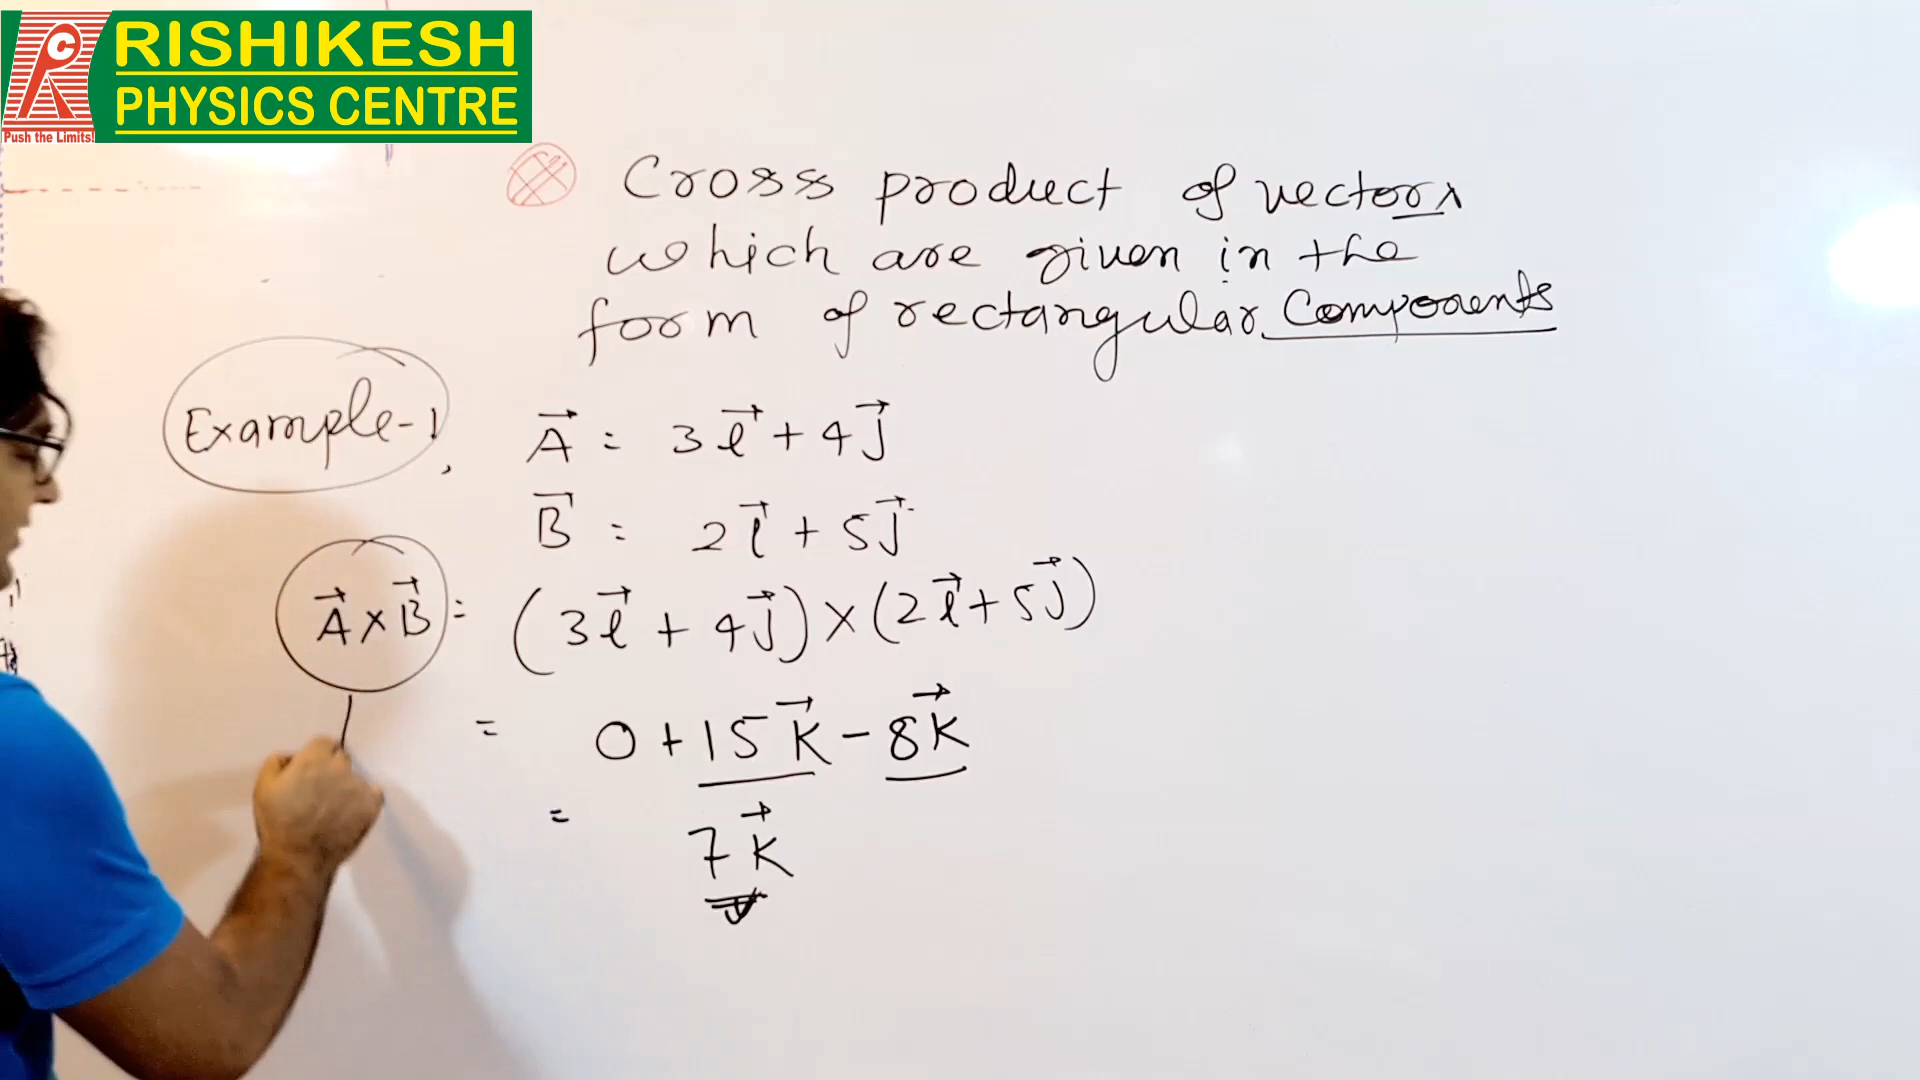 RISHIKESH
PHYSICS CENTRE
Push the Limits!
Cross product of vectors
which are given in the
form of rectangular components
Example-1, A⃗ = 3i⃗ + 4j⃗
B⃗ = 2i⃗ + 5j⃗
A⃗ × B⃗ = (3i⃗ + 4j⃗) × (2i⃗ + 5j⃗)
= 0 + 15k⃗ - 8k⃗
= 7k⃗